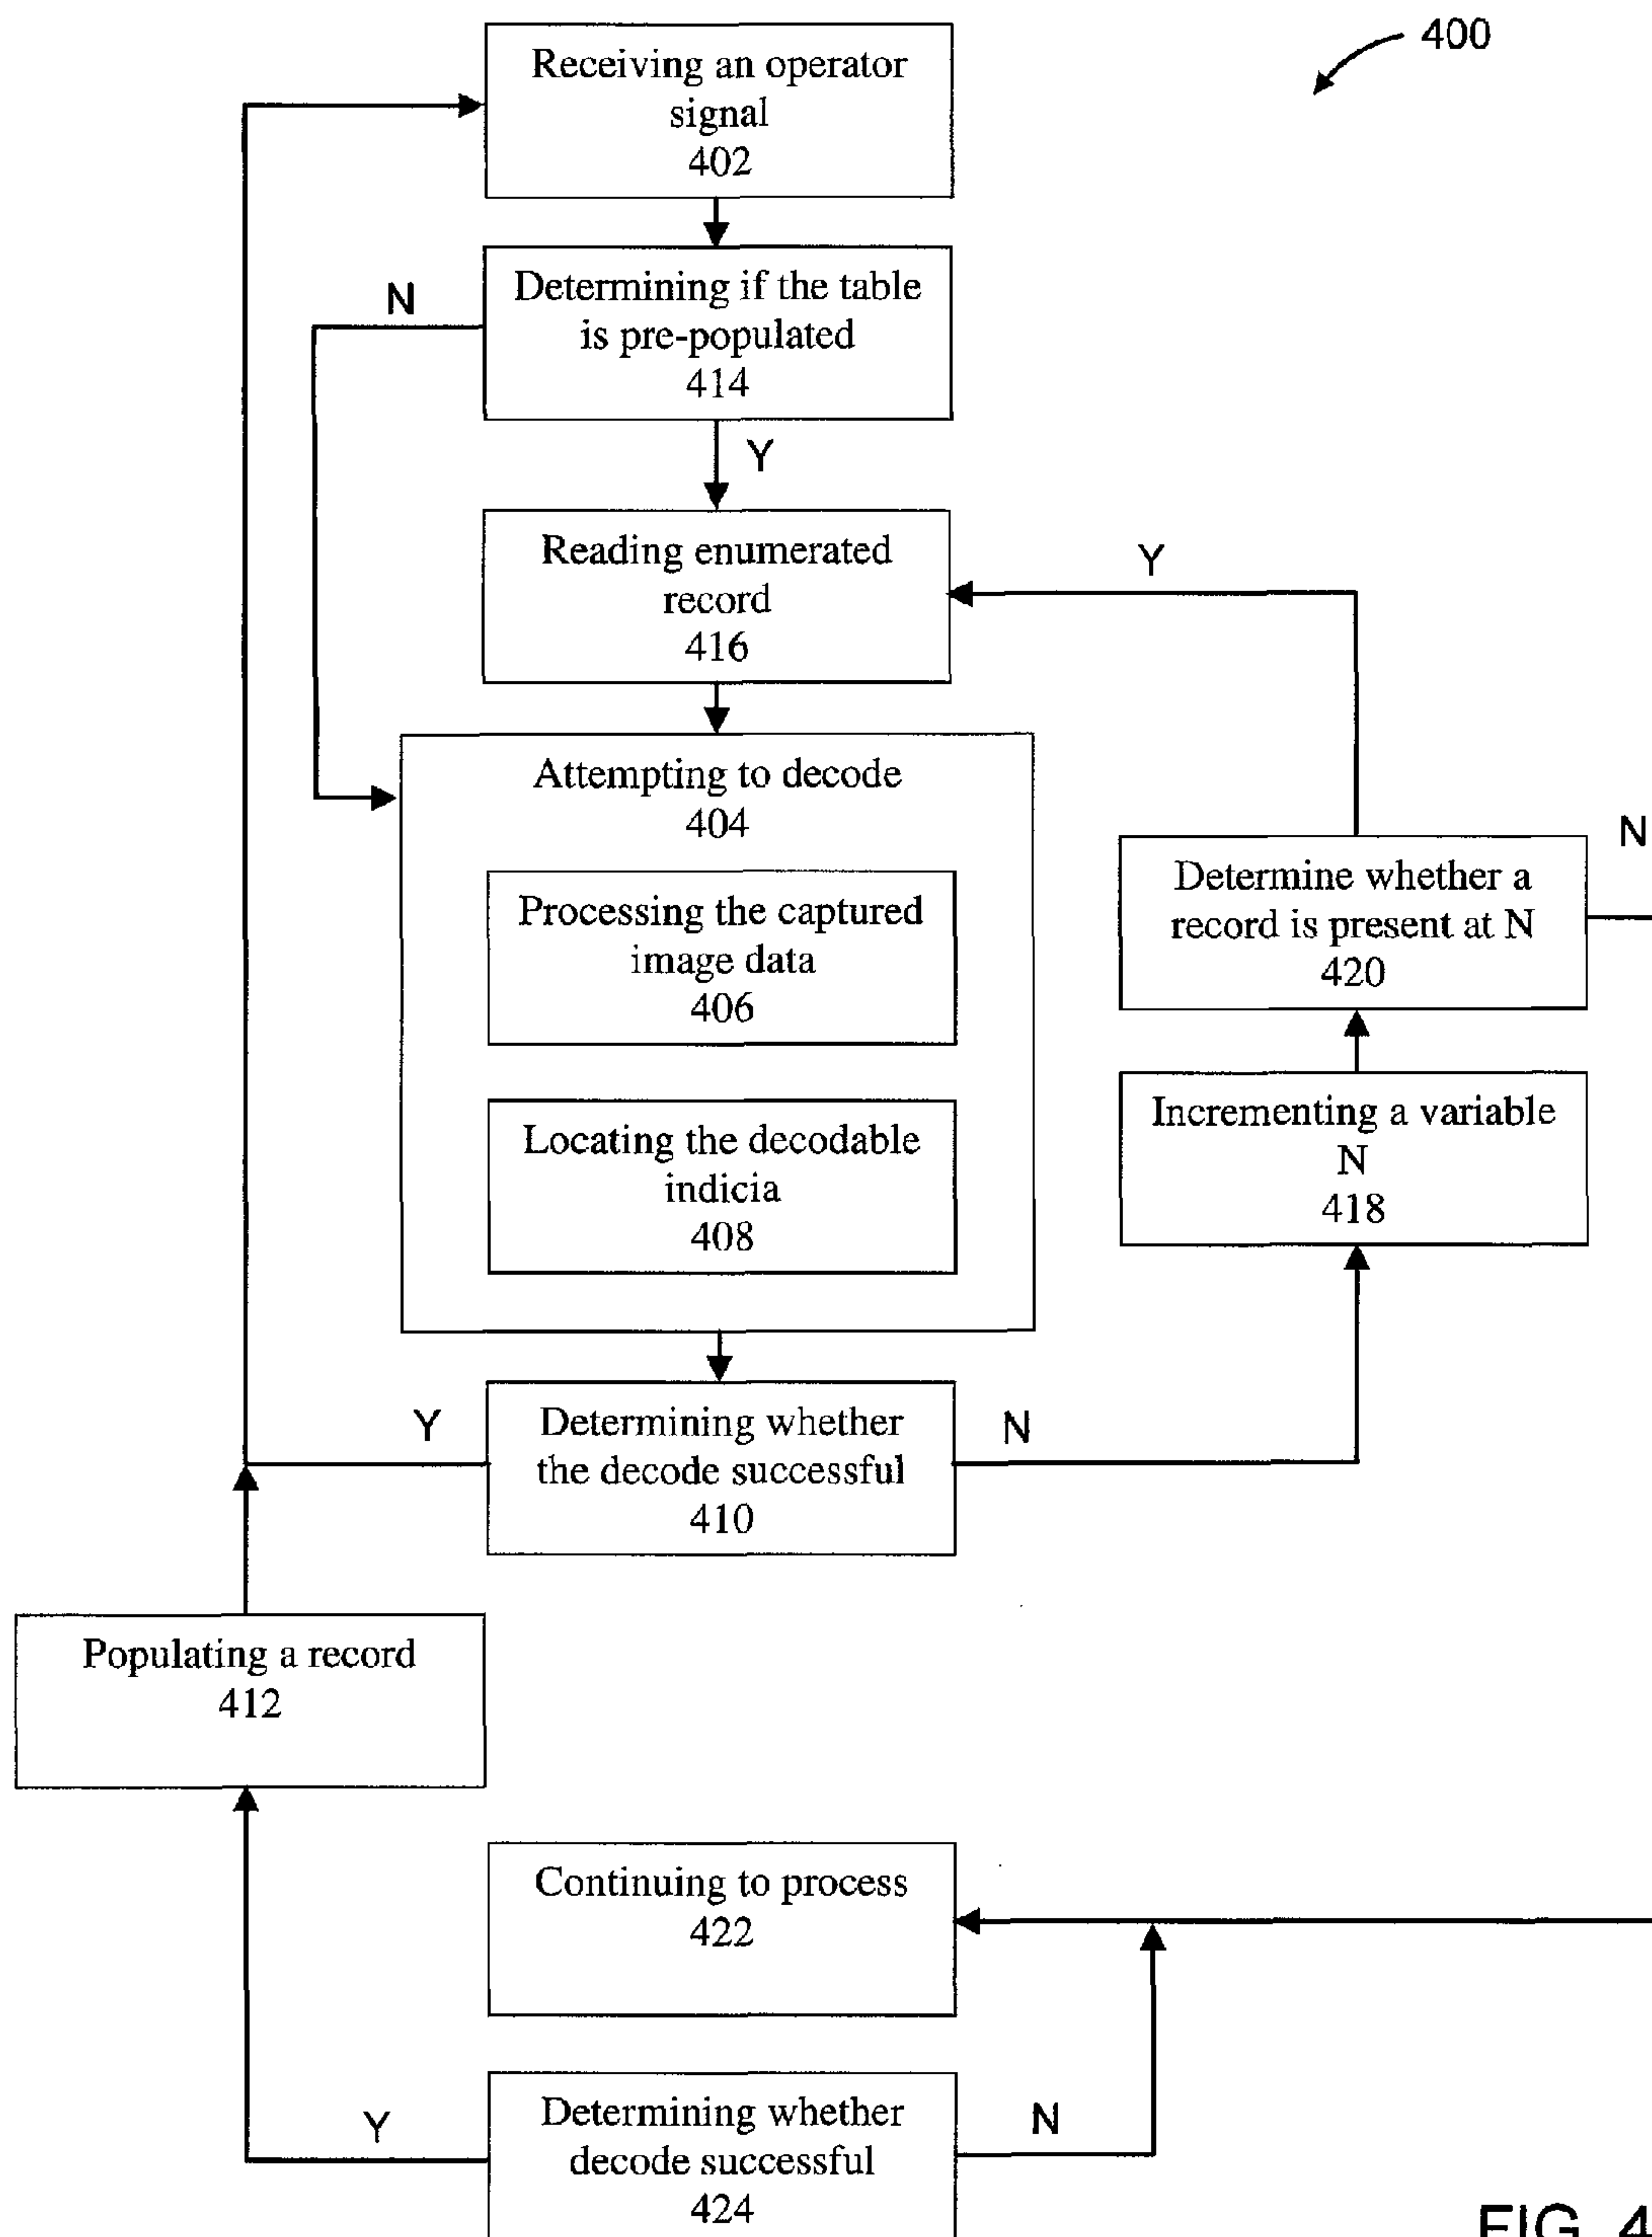 400
Receiving an operator
signal
402
Determining if the table
is pre-populated
414
N
Y
Reading enumerated
record
416
Y
Attempting to decode
404
Processing the captured
image data
406
Locating the decodable
indicia
408
Determine whether a
record is present at N
420
N
Incrementing a variable
N
418
Determining whether
the decode successful
410
Y
N
Populating a record
412
Continuing to process
422
Determining whether
decode successful
424
Y
N
FIG. 4